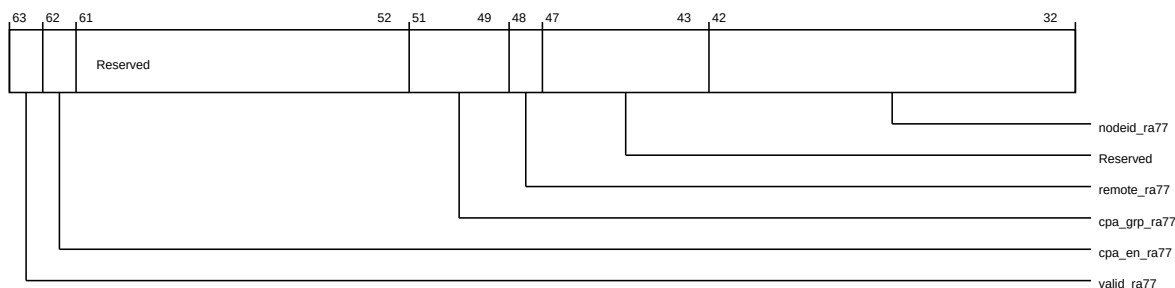 63 62 61 52 51 49 48 47 43 42 32
Reserved
nodeid_ra77
Reserved
remote_ra77
cpa_grp_ra77
cpa_en_ra77
valid_ra77